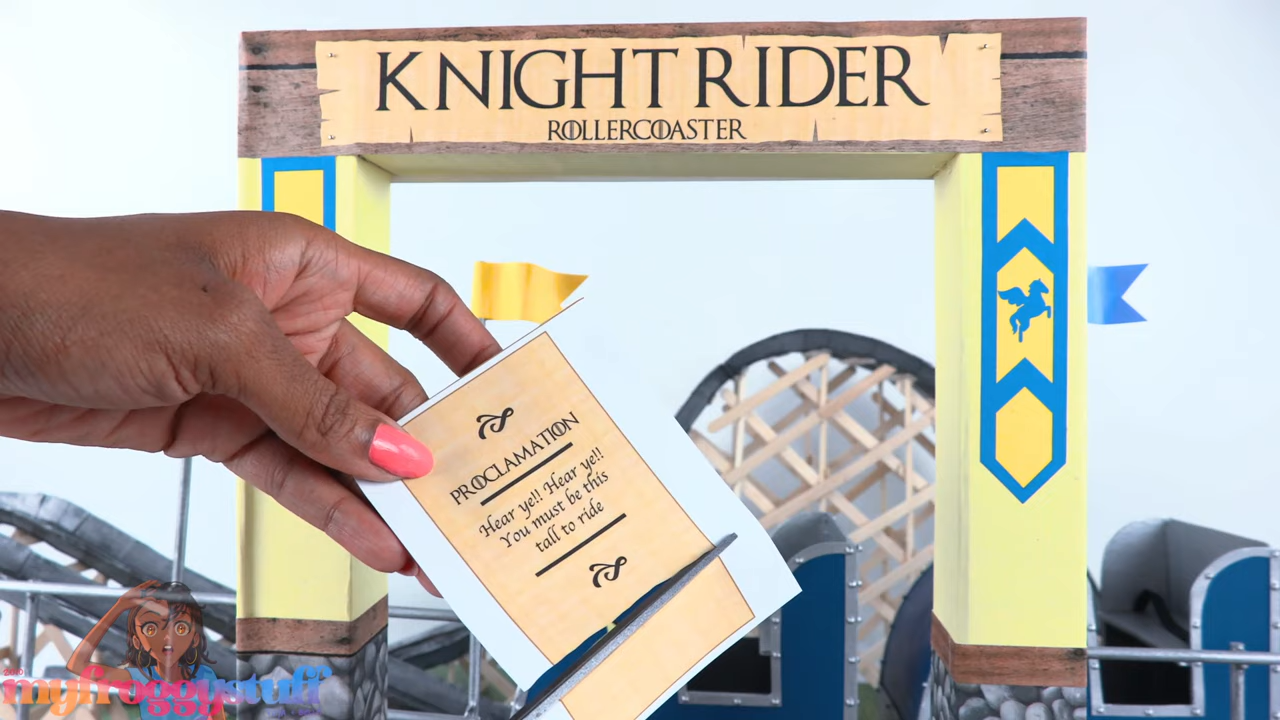 KNIGHT RIDER
ROLLERCOASTER
PROCLAMATION
Hear ye!! Hear ye!!
You must be this
tall to ride
myfroggystuff